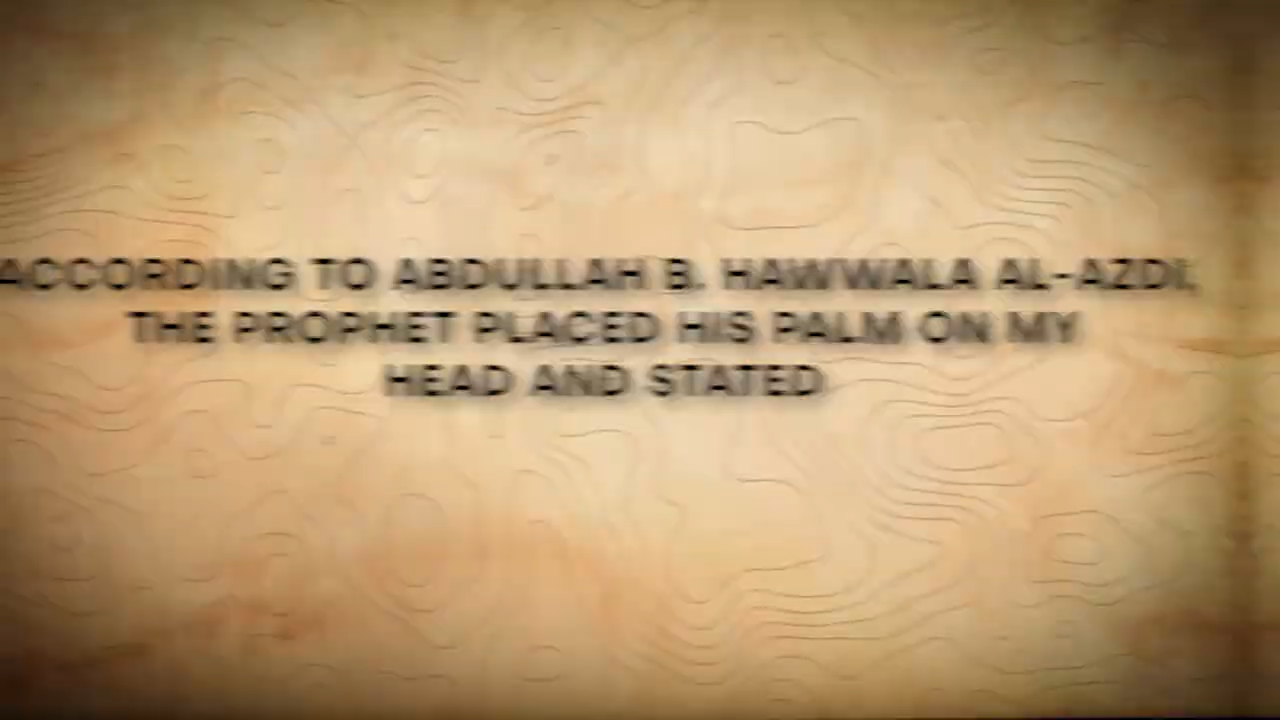 ACCORDING TO ABDULLAH B. HAWWALA AL-AZDI,
THE PROPHET PLACED HIS PALM ON MY
HEAD AND STATED